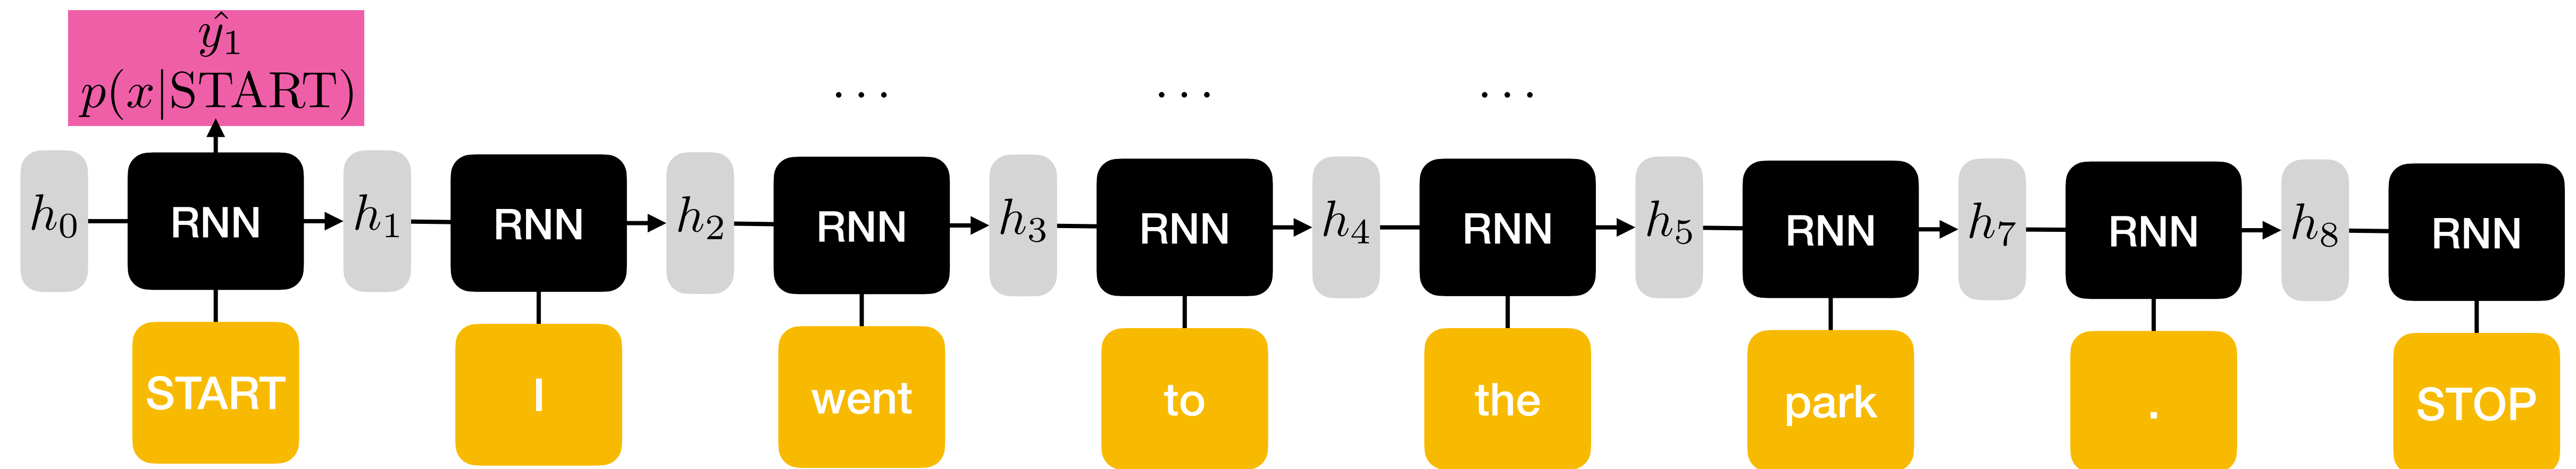 ŷ₁
p(x|START)
... ... ...
h₀ RNN h₁ RNN h₂ RNN h₃ RNN h₄ RNN h₅ RNN h₇ RNN h₈ RNN
START I went to the park . STOP